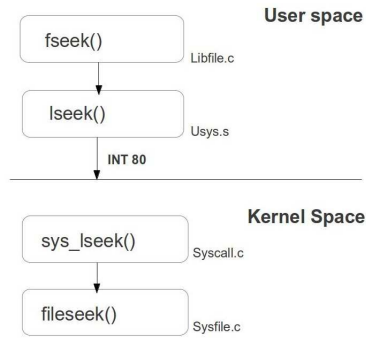 User space
fseek()
Libfile.c
lseek()
Usys.s
INT 80
Kernel Space
sys_lseek()
Syscall.c
fileseek()
Sysfile.c